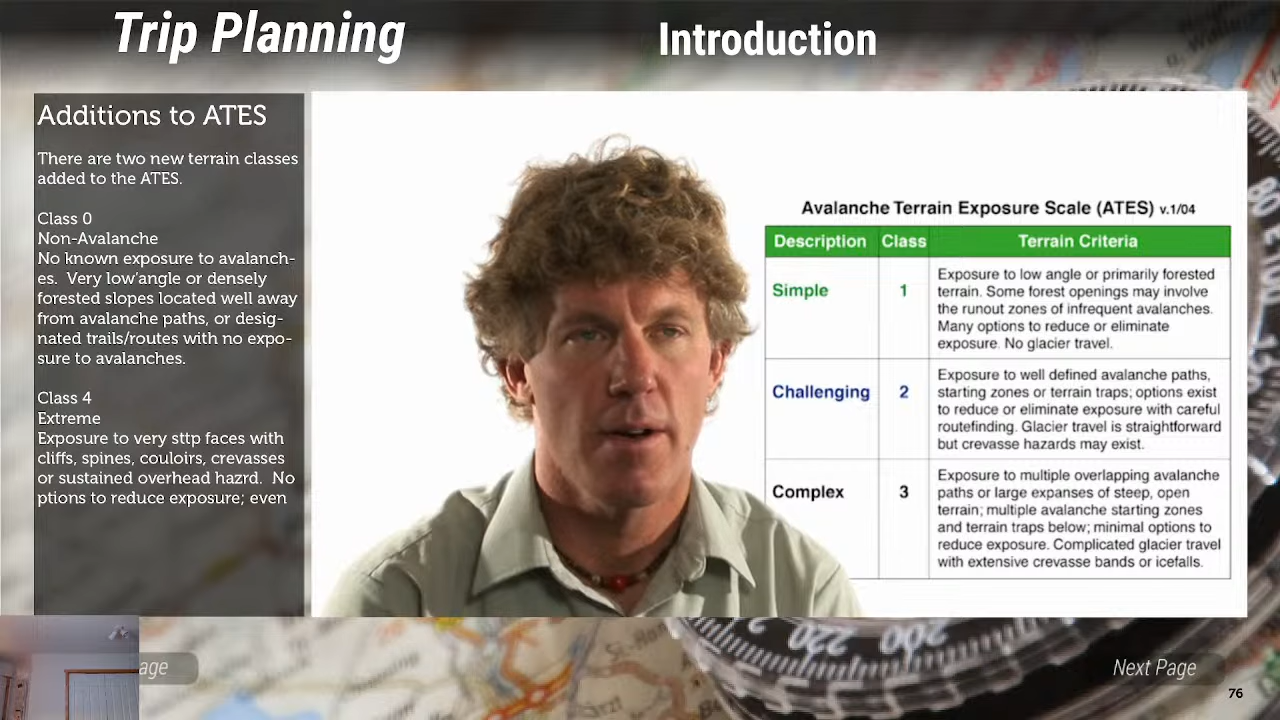 Trip Planning
Introduction
Additions to ATES
There are two new terrain classes
added to the ATES.
Class 0
Non-Avalanche
No known exposure to avalanch-
es. Very low angle or densely
forested slopes located well away
from avalanche paths, or desig-
nated trails/routes with no expo-
sure to avalanches.
Class 4
Extreme
Exposure to very sttp faces with
cliffs, spines, couloirs, crevasses
or sustained overhead hazrd. No
ptions to reduce exposure; even
Avalanche Terrain Exposure Scale (ATES) v.1/04
Description Class Terrain Criteria
Simple 1
Exposure to low angle or primarily forested
terrain. Some forest openings may involve
the runout zones of infrequent avalanches.
Many options to reduce or eliminate
exposure. No glacier travel.
Challenging 2
Exposure to well defined avalanche paths,
starting zones or terrain traps; options exist
to reduce or eliminate exposure with careful
routefinding. Glacier travel is straightforward
but crevasse hazards may exist.
Complex 3
Exposure to multiple overlapping avalanche
paths or large expanses of steep, open
terrain; multiple avalanche starting zones
and terrain traps below; minimal options to
reduce exposure. Complicated glacier travel
with extensive crevasse bands or icefalls.
220 200
80
age
Next Page
76